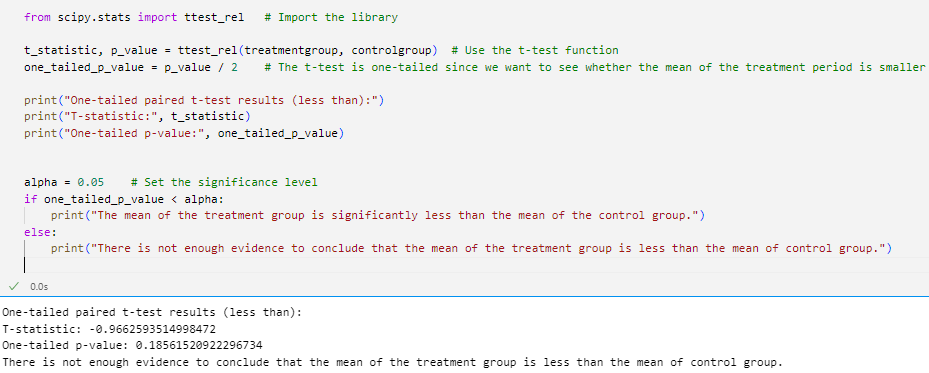 from scipy.stats import ttest_rel   # Import the library
t_statistic, p_value = ttest_rel(treatmentgroup, controlgroup)  # Use the t-test function
one_tailed_p_value = p_value / 2    # The t-test is one-tailed since we want to see whether the mean of the treatment period is smaller
print("One-tailed paired t-test results (less than):")
print("T-statistic:", t_statistic)
print("One-tailed p-value:", one_tailed_p_value)
alpha = 0.05    # Set the significance level
if one_tailed_p_value < alpha:
    print("The mean of the treatment group is significantly less than the mean of the control group.")
else:
    print("There is not enough evidence to conclude that the mean of the treatment group is less than the mean of control group.")
✓ 0.0s
One-tailed paired t-test results (less than):
T-statistic: -0.9662593514998472
One-tailed p-value: 0.18561520922296734
There is not enough evidence to conclude that the mean of the treatment group is less than the mean of control group.